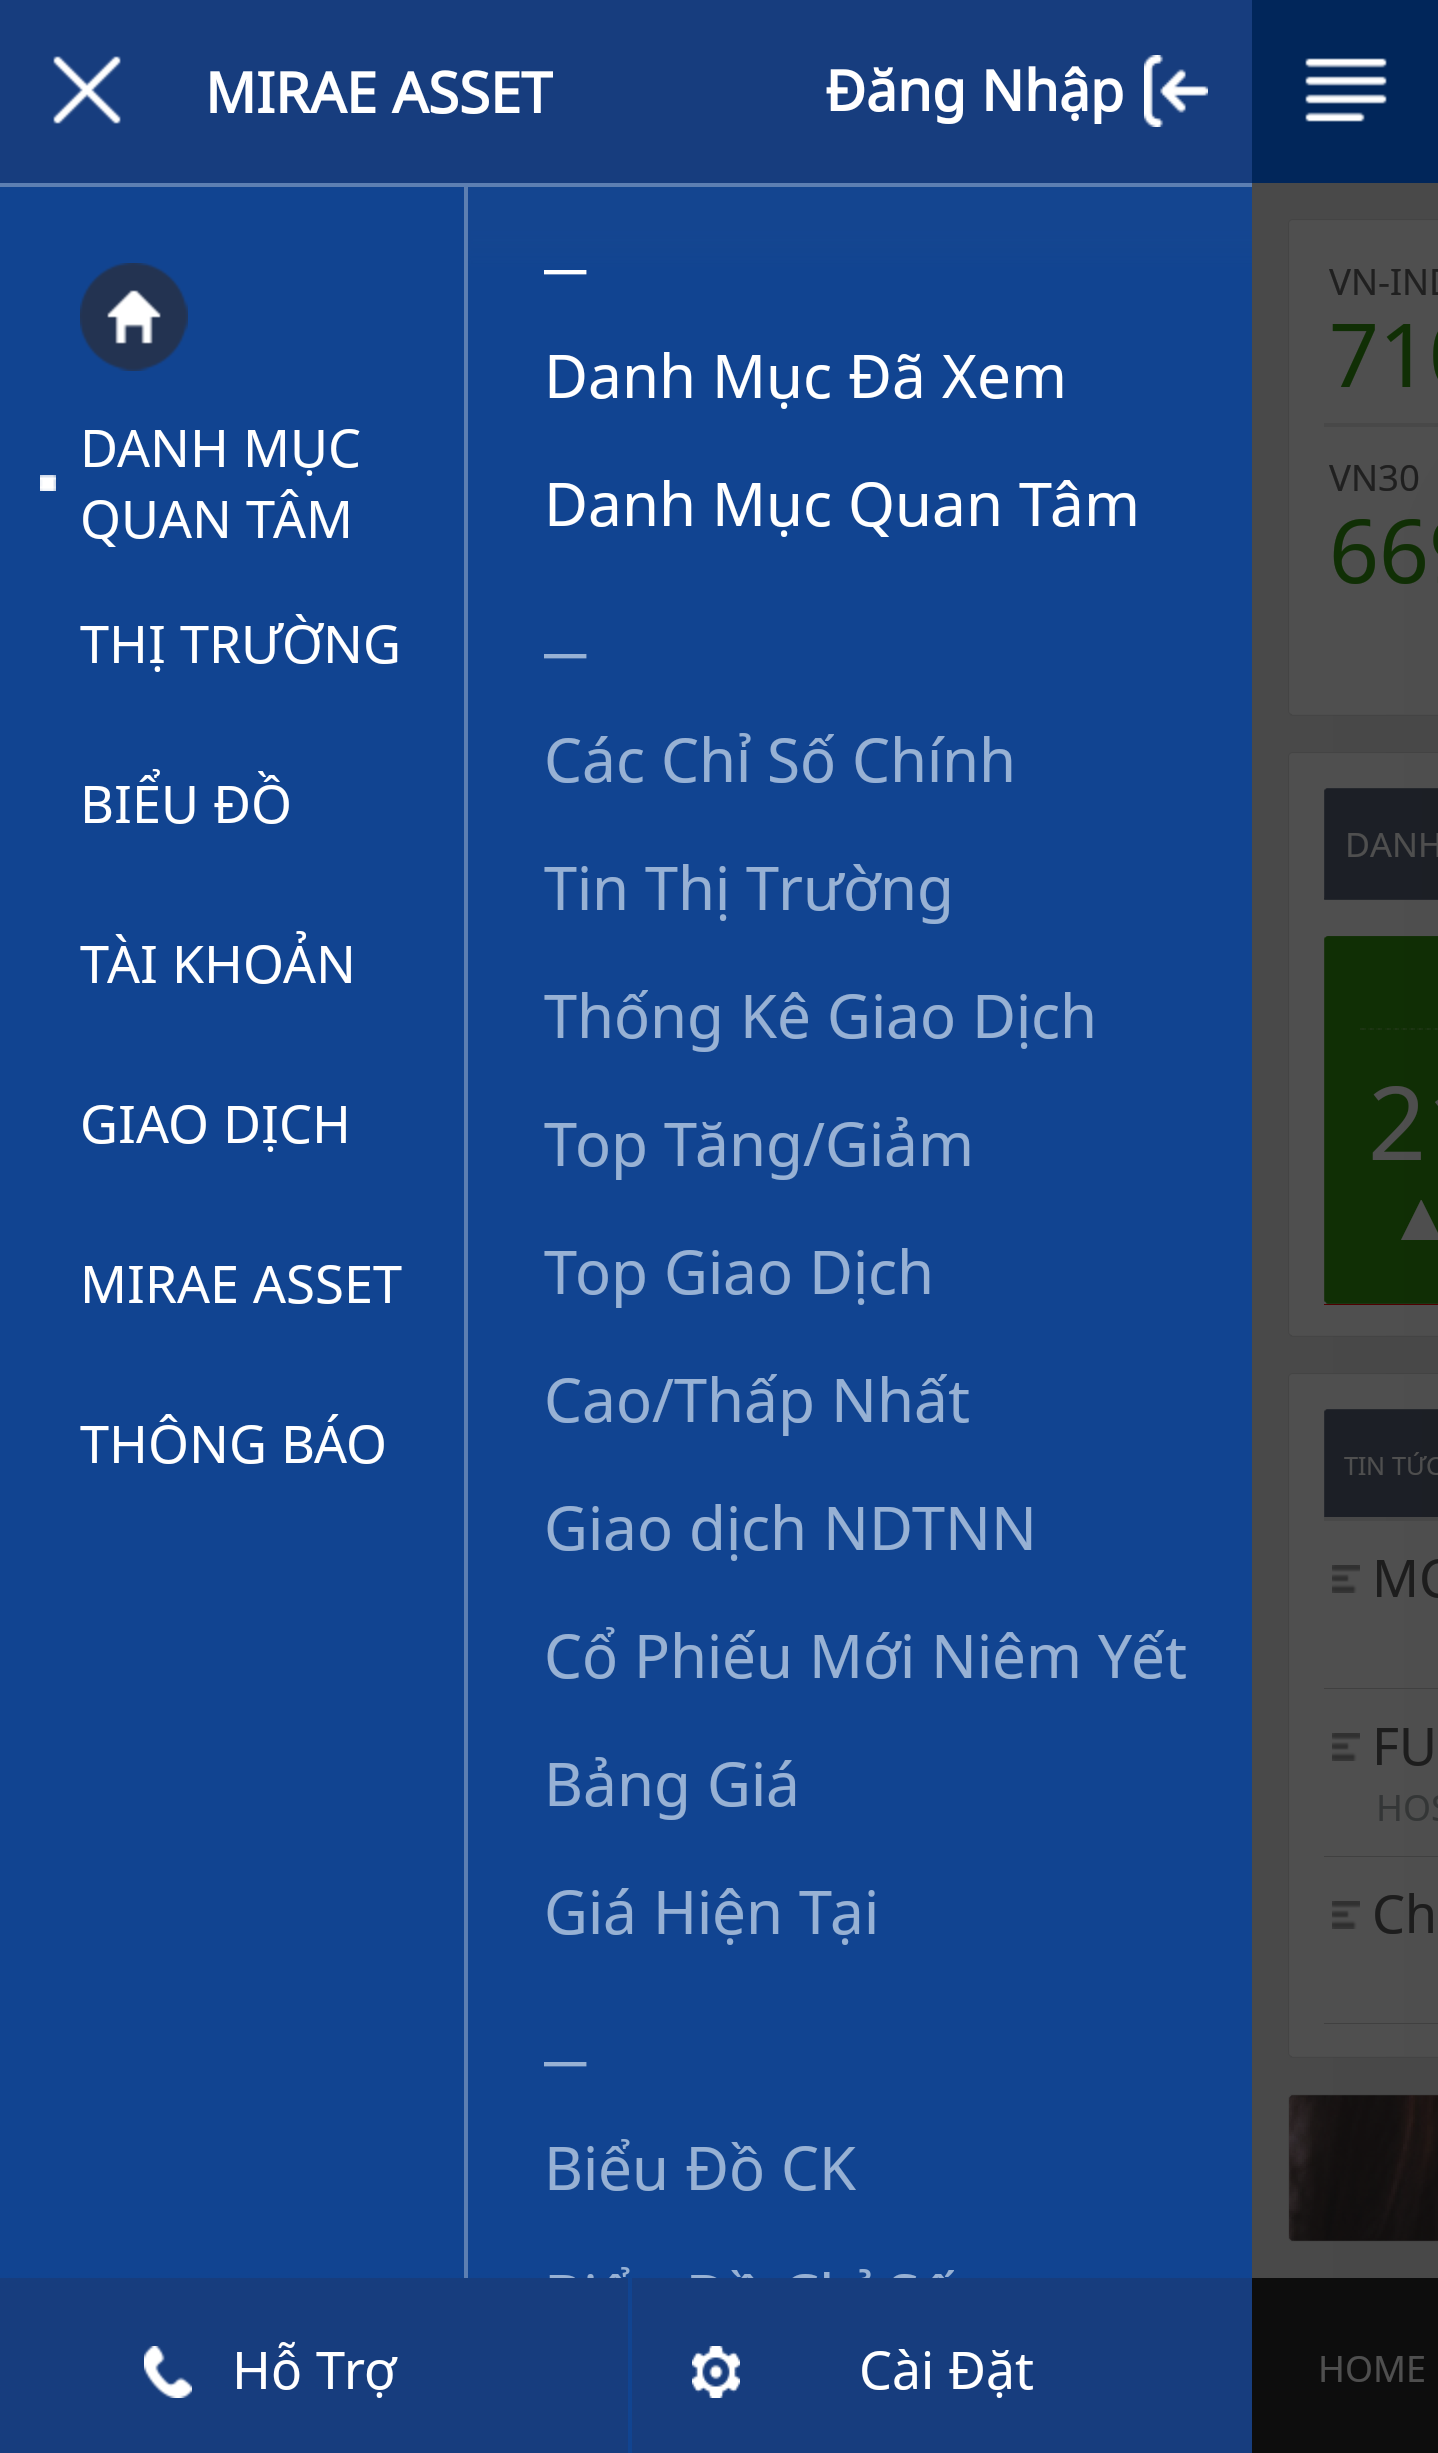 MIRAE ASSET
Đăng Nhập
DANH MỤC
QUAN TÂM
THỊ TRƯỜNG
BIỂU ĐỒ
TÀI KHOẢN
GIAO DỊCH
MIRAE ASSET
THÔNG BÁO
Danh Mục Đã Xem
Danh Mục Quan Tâm
Các Chỉ Số Chính
Tin Thị Trường
Thống Kê Giao Dịch
Top Tăng/Giảm
Top Giao Dịch
Cao/Thấp Nhất
Giao dịch NDTNN
Cổ Phiếu Mới Niêm Yết
Bảng Giá
Giá Hiện Tại
Biểu Đồ CK
Hỗ Trợ
Cài Đặt
VN30
DANH
TIN
HOME